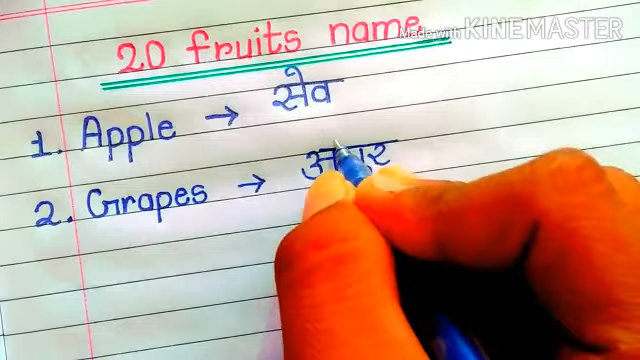 20 fruits name
Made with KINEMASTER
1. Apple → सेव
2. Grapes →